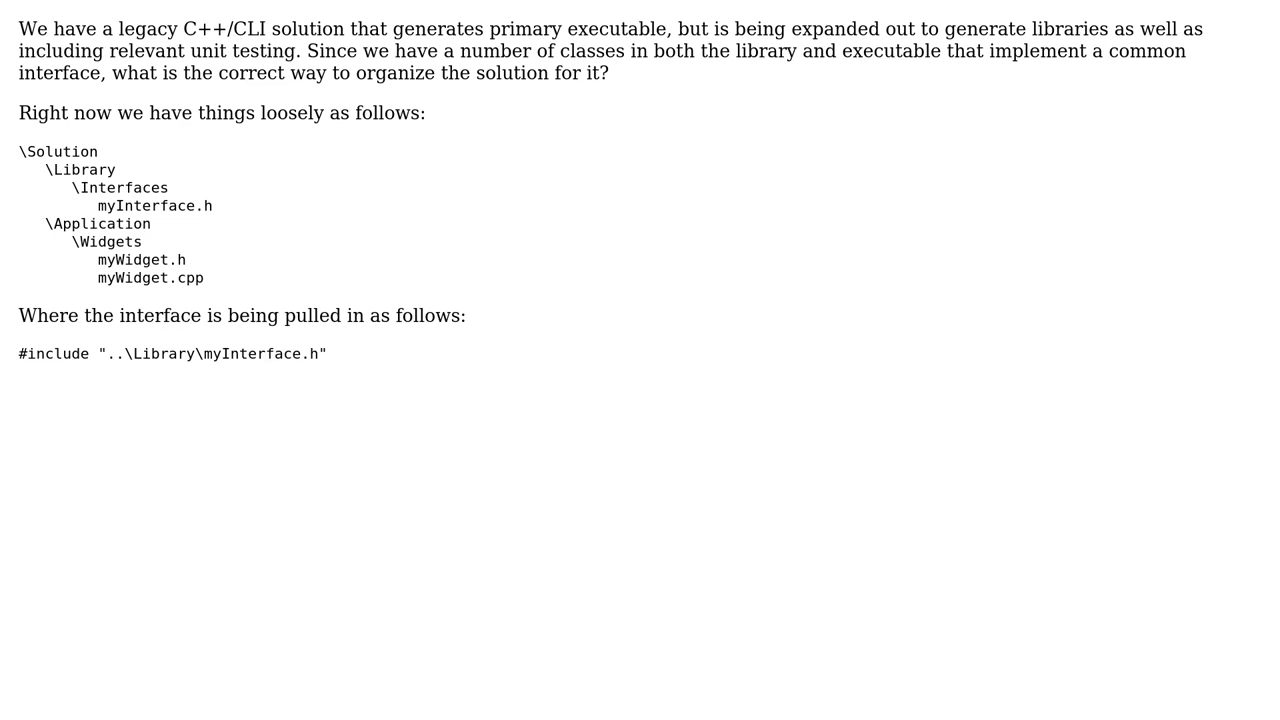 We have a legacy C++/CLI solution that generates primary executable, but is being expanded out to generate libraries as well as
including relevant unit testing. Since we have a number of classes in both the library and executable that implement a common
interface, what is the correct way to organize the solution for it?
Right now we have things loosely as follows:
\Solution
   \Library
      \Interfaces
         myInterface.h
   \Application
      \Widgets
         myWidget.h
         myWidget.cpp
Where the interface is being pulled in as follows:
#include "..\Library\myInterface.h"